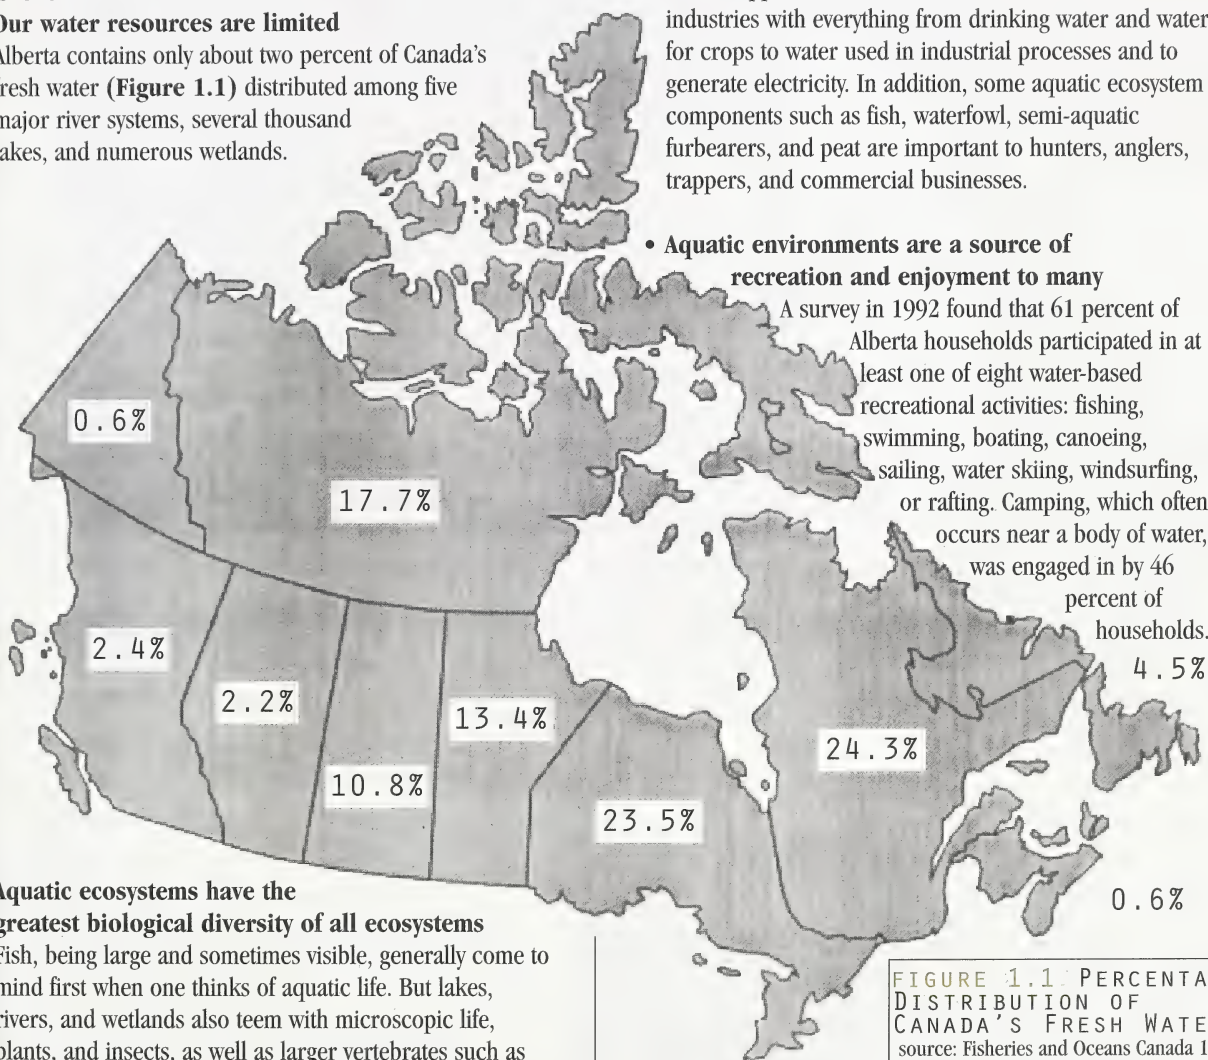 Our water resources are limited
Alberta contains only about two percent of Canada's
fresh water (Figure 1.1) distributed among five
major river systems, several thousand
lakes, and numerous wetlands.
industries with everything from drinking water and water
for crops to water used in industrial processes and to
generate electricity. In addition, some aquatic ecosystem
components such as fish, waterfowl, semi-aquatic
furbearers, and peat are important to hunters, anglers,
trappers, and commercial businesses.
• Aquatic environments are a source of
recreation and enjoyment to many
A survey in 1992 found that 61 percent of
Alberta households participated in at
least one of eight water-based
recreational activities: fishing,
swimming, boating, canoeing,
sailing, water skiing, windsurfing,
or rafting. Camping, which often
occurs near a body of water,
was engaged in by 46
percent of
households.
0.6%
17.7%
2.4%
2.2%
10.8%
13.4%
23.5%
24.3%
4.5%
0.6%
Aquatic ecosystems have the
greatest biological diversity of all ecosystems
Fish, being large and sometimes visible, generally come to
mind first when one thinks of aquatic life. But lakes,
rivers, and wetlands also teem with microscopic life,
plants, and insects, as well as larger vertebrates such as
FIGURE 1.1 PERCENTA
DISTRIBUTION OF
CANADA'S FRESH WATE
source: Fisheries and Oceans Canada 1